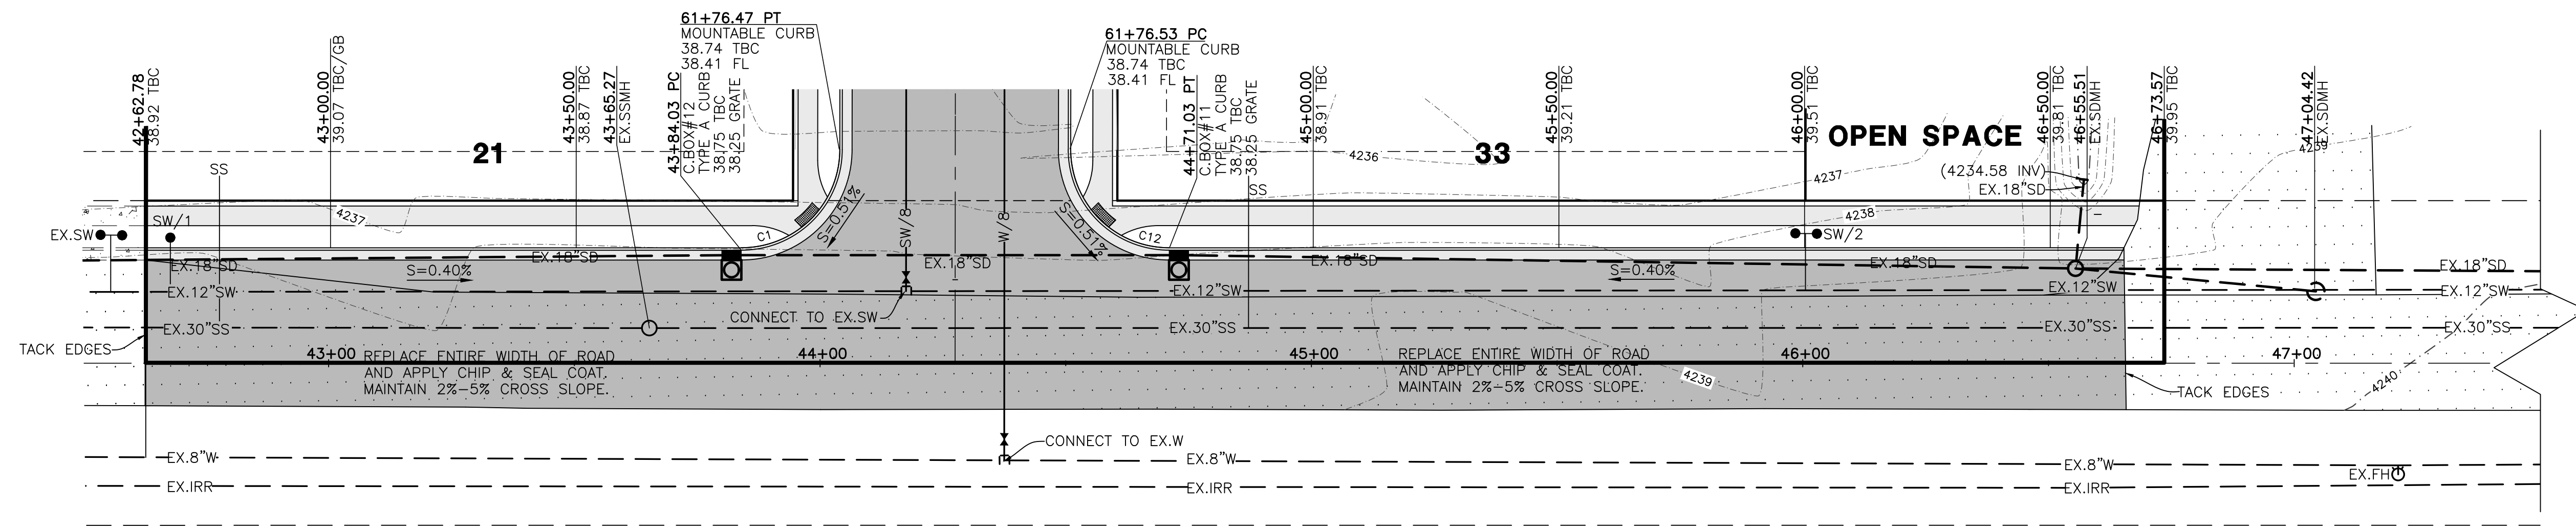 42+62.78
38.92 TBC
43+00.00
39.07 TBC/GB
43+50.00
38.87 TBC
43+65.27
EX.SSMH
61+76.47 PT
MOUNTABLE CURB
38.74 TBC
38.41 FL
43+84.03 PC
C.BOX#12
TYPE A CURB
38.75 TBC
38.25 GRATE
61+76.53 PC
MOUNTABLE CURB
38.74 TBC
38.41 FL
44+71.03 PT
C.BOX#11
TYPE A CURB
38.75 TBC
38.25 GRATE
45+00.00
38.91 TBC
45+50.00
39.21 TBC
46+00.00
39.51 TBC
46+50.00
39.81 TBC
46+55.51
EX.SDMH
46+73.57
39.95 TBC
47+04.42
EX.SDMH
21
33
OPEN SPACE
4236
4237
4239
(4234.58 INV)
EX.18"SD
SS
SS
4237
4238
SW/1
EX.SW
C1
S=0.51%
SW/8
W/8
S=0.51%
C12
SW/2
EX.18"SD
EX.18"SD
EX.18"SD
EX.18"SD
EX.18"SD
EX.18"SD
S=0.40%
S=0.40%
EX.12"SW
EX.12"SW
EX.12"SW
EX.12"SW
CONNECT TO EX.SW
EX.30"SS
EX.30"SS
EX.30"SS
EX.30"SS
TACK EDGES
43+00
44+00
45+00
46+00
47+00
REPLACE ENTIRE WIDTH OF ROAD
AND APPLY CHIP & SEAL COAT.
MAINTAIN 2%-5% CROSS SLOPE.
REPLACE ENTIRE WIDTH OF ROAD
AND APPLY CHIP & SEAL COAT.
MAINTAIN 2%-5% CROSS SLOPE.
4239
4240
TACK EDGES
CONNECT TO EX.W
EX.8"W
EX.8"W
EX.8"W
EX.FH
EX.IRR
EX.IRR
EX.IRR